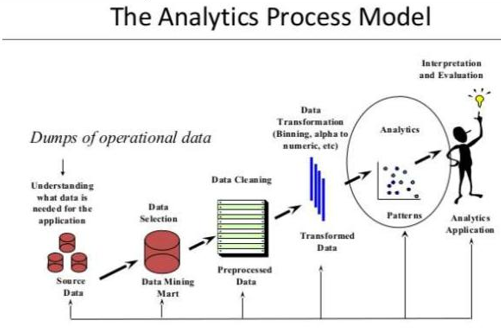 The Analytics Process Model
Interpretation
and Evaluation
Data
Transformation
(Binning, alpha to
numeric, etc)
Analytics
Dumps of operational data
Understanding
what data is
needed for the
application
Data
Selection
Data Cleaning
Patterns
Analytics
Application
Transformed
Data
Source
Data
Data Mining
Mart
Preprocessed
Data